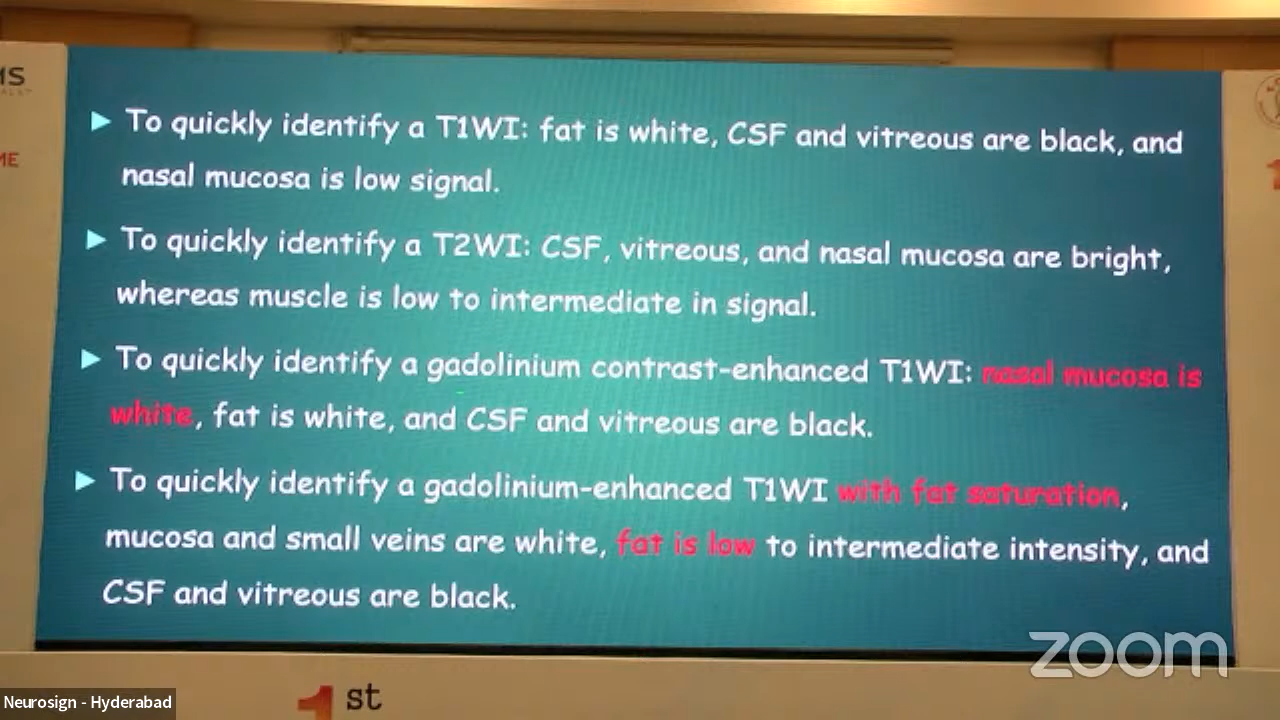 MS
ME
► To quickly identify a T1WI: fat is white, CSF and vitreous are black, and
nasal mucosa is low signal.
► To quickly identify a T2WI: CSF, vitreous, and nasal mucosa are bright,
whereas muscle is low to intermediate in signal.
► To quickly identify a gadolinium contrast-enhanced T1WI: nasal mucosa is
white, fat is white, and CSF and vitreous are black.
► To quickly identify a gadolinium-enhanced T1WI with fat saturation,
mucosa and small veins are white, fat is low to intermediate intensity, and
CSF and vitreous are black.
zoom
Neurosign - Hyderabad
1st